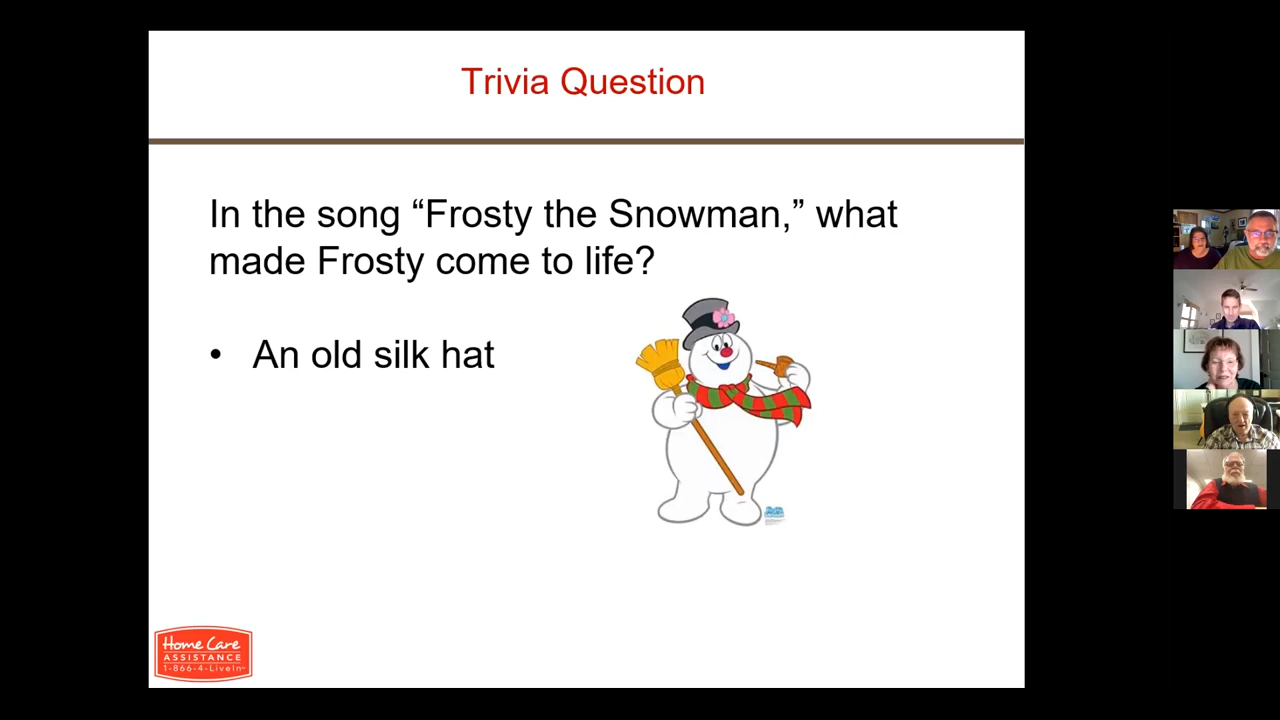 Trivia Question
In the song “Frosty the Snowman,” what
made Frosty come to life?
• An old silk hat
Home Care
ASSISTANCE
1-866-4-LiveIn